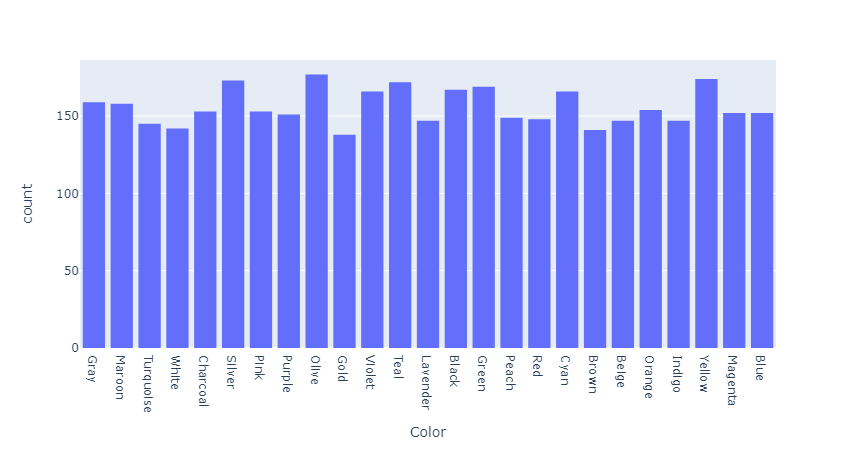 count
150
100
50
0
Gray
Maroon
Turquoise
White
Charcoal
Silver
Pink
Purple
Olive
Gold
Violet
Teal
Lavender
Black
Green
Peach
Red
Cyan
Brown
Beige
Orange
Indigo
Yellow
Magenta
Blue
Color